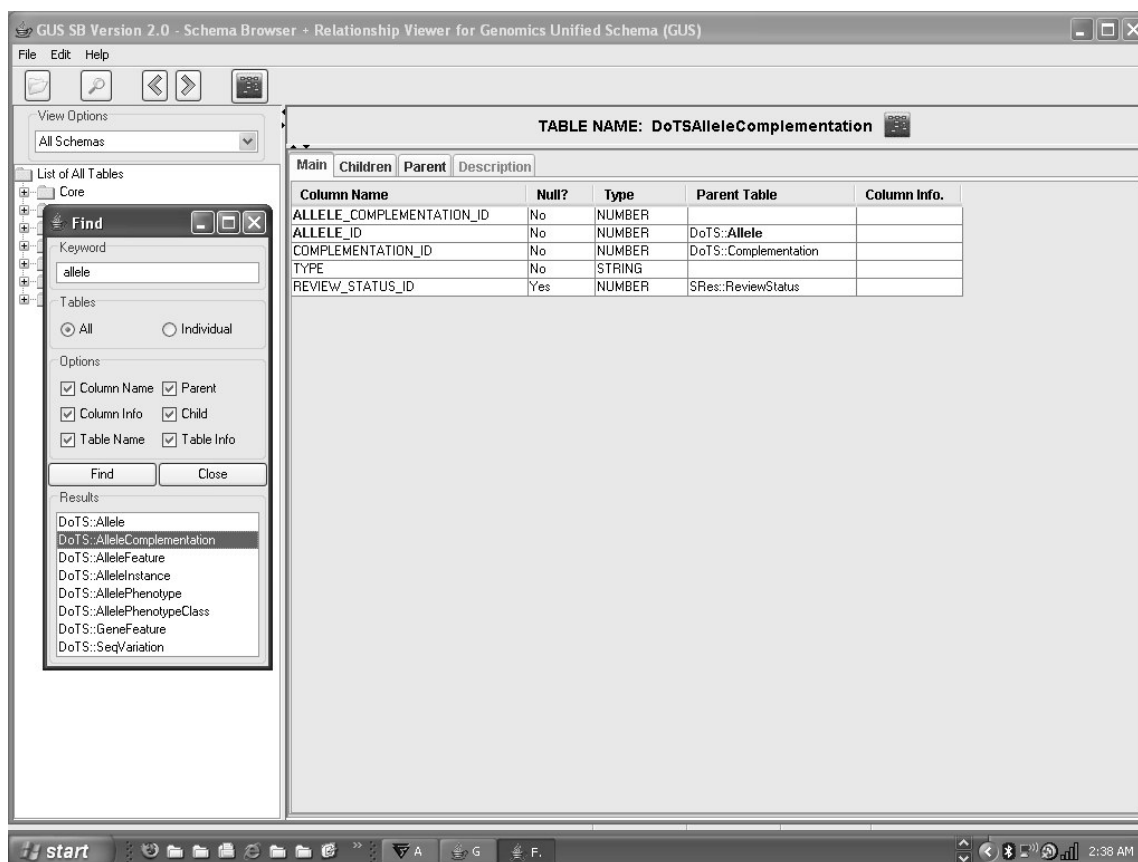 GUS SB Version 2.0 - Schema Browser + Relationship Viewer for Genomics Unified Schema (GUS)
File Edit Help
View Options
All Schemas
List of All Tables
Core
Find
Keyword
allele
Tables
All Individual
Options
Column Name Parent
Column Info Child
Table Name Table Info
Find Close
Results
DoTS::Allele
DoTS::AlleleComplementation
DoTS::AlleleFeature
DoTS::AlleleInstance
DoTS::AllelePhenotype
DoTS::AllelePhenotypeClass
DoTS::GeneFeature
DoTS::SeqVariation
TABLE NAME: DoTSAlleleComplementation
Main Children Parent Description
Column Name Null? Type Parent Table Column Info.
ALLELE_COMPLEMENTATION_ID No NUMBER
ALLELE_ID No NUMBER DoTS::Allele
COMPLEMENTATION_ID No NUMBER DoTS::Complementation
TYPE No STRING
REVIEW_STATUS_ID Yes NUMBER SRes::ReviewStatus
start A G F. 2:38 AM